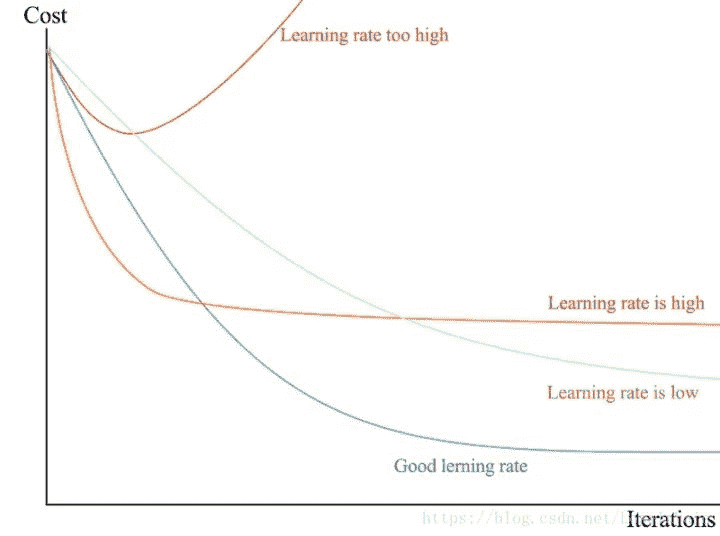 Cost
Learning rate too high
Learning rate is high
Learning rate is low
Good lerning rate
https://blog.csdn.net/
Iterations